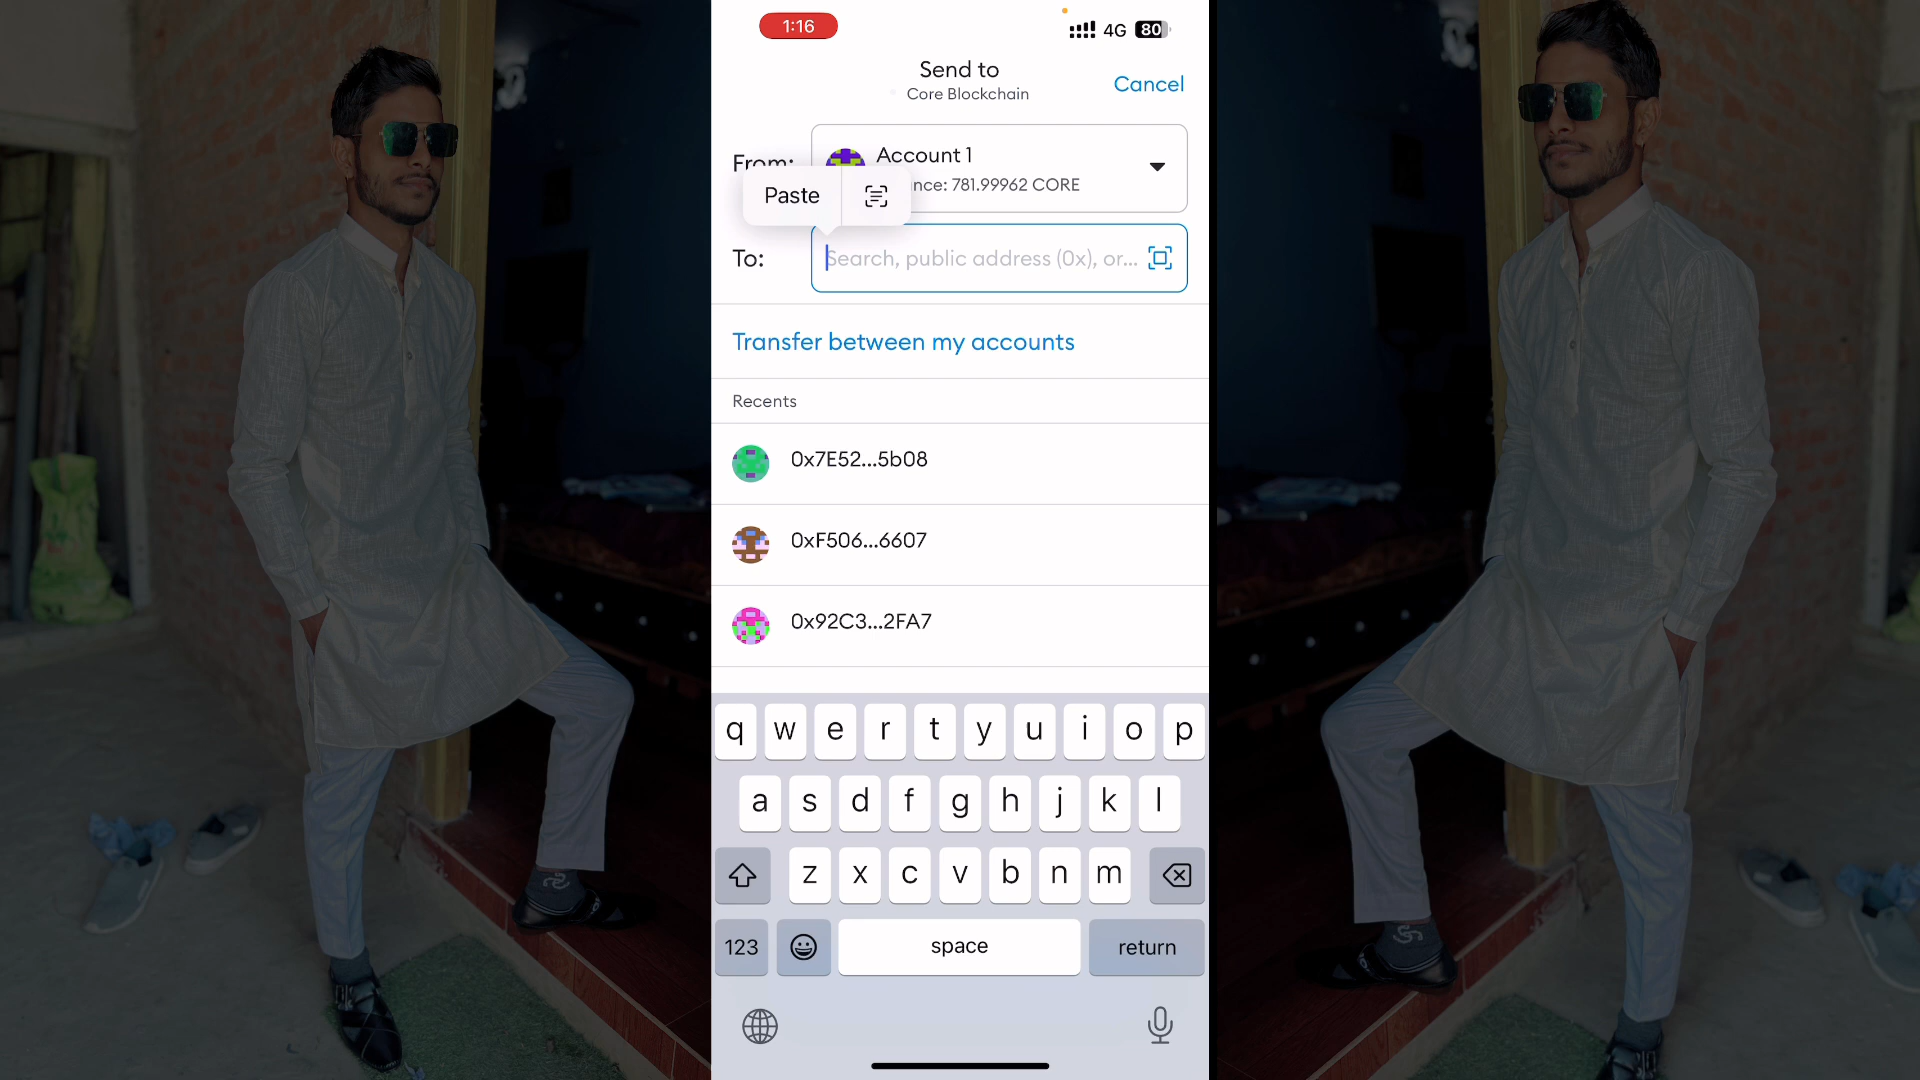 1:16
4G 80
Send to
Core Blockchain
Cancel
From:
Account 1
nce: 781.99962 CORE
Paste
To:
Search, public address (0x), or...
Transfer between my accounts
Recents
0x7E52...5b08
0xF506...6607
0x92C3...2FA7
q w e r t y u i o p
a s d f g h j k l
z x c v b n m
123 space return